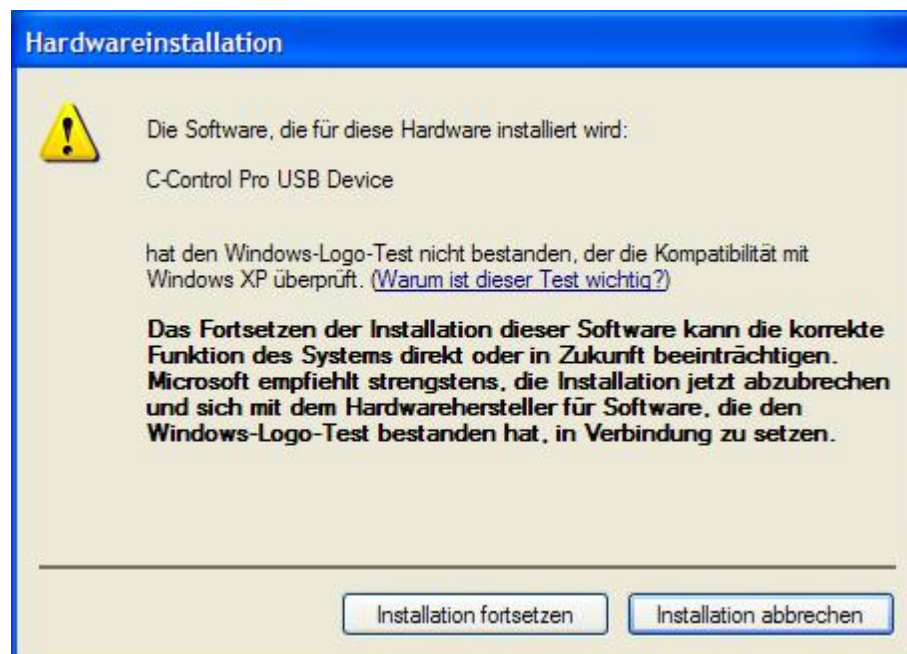 Hardwareinstallation
Die Software, die für diese Hardware installiert wird:
C-Control Pro USB Device
hat den Windows-Logo-Test nicht bestanden, der die Kompatibilität mit
Windows XP überprüft. (Warum ist dieser Test wichtig?)
Das Fortsetzen der Installation dieser Software kann die korrekte
Funktion des Systems direkt oder in Zukunft beeinträchtigen.
Microsoft empfiehlt strengstens, die Installation jetzt abzubrechen
und sich mit dem Hardwarehersteller für Software, die den
Windows-Logo-Test bestanden hat, in Verbindung zu setzen.
Installation fortsetzen Installation abbrechen